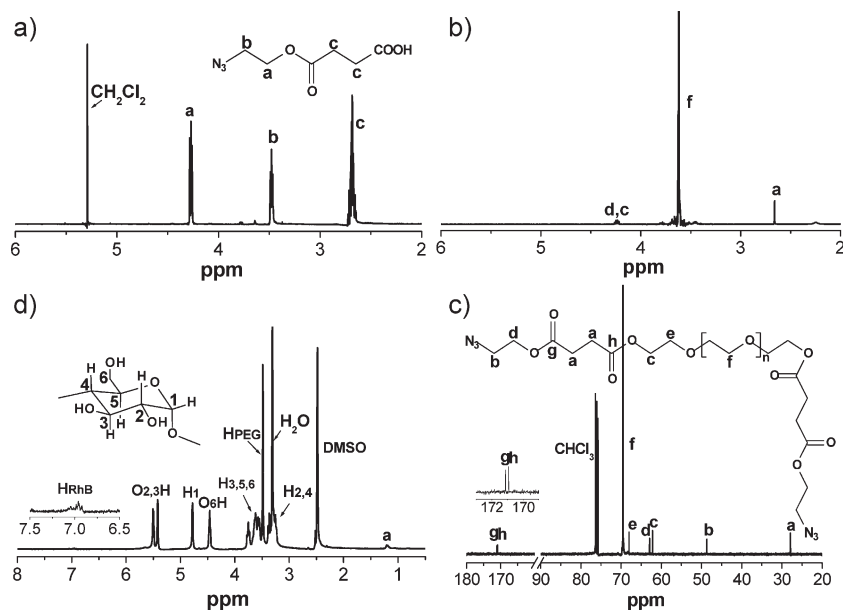 a)
b
c
COOH
N3
a
O
O
c
CH2Cl2
a
b
c
6 5 4 3 2
ppm
b)
f
a
d,c
6 5 4 3 2
ppm
d)
OH
6
H
4
5
O
H
1
H
HO
3
H
H
2
OH
O
HPEG
H2O
DMSO
HRhB
7.5 7.0 6.5
O2,3H
H1
O6H
H3,5,6
H2,4
a
8 7 6 5 4 3 2 1
ppm
c)
N3
b
d
O
O
g
a
a
O
h
O
c
e
O
O
n
f
O
O
O
O
O
N3
CHCl3
f
gh
172 170
gh
e
d
c
b
a
180 170 90 80 70 60 50 40 30 20
ppm